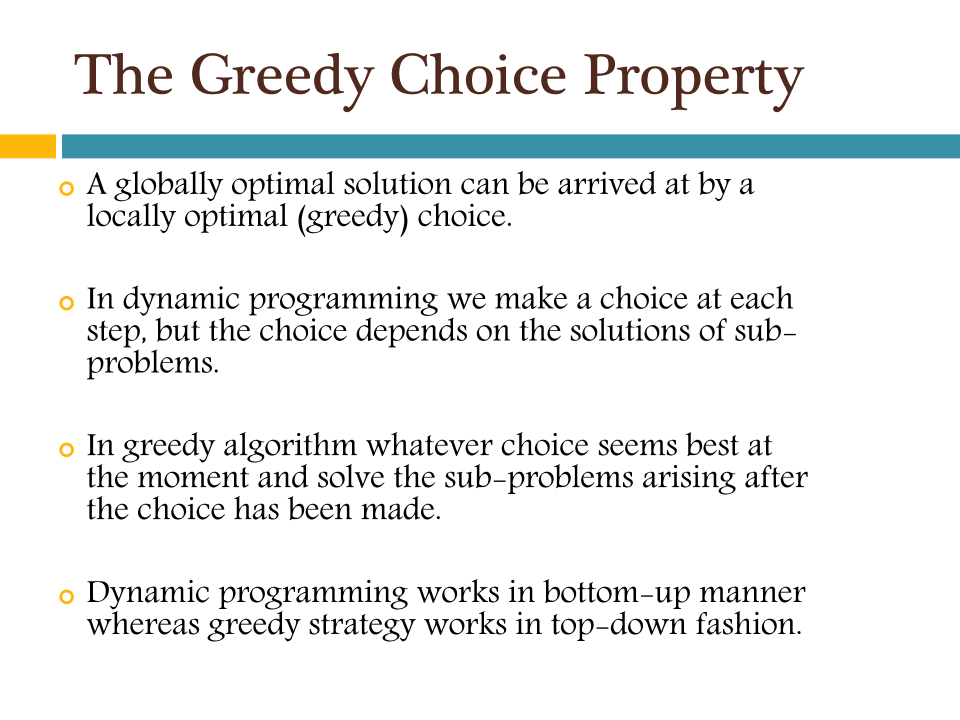 The Greedy Choice Property
A globally optimal solution can be arrived at by a
locally optimal (greedy) choice.
In dynamic programming we make a choice at each
step, but the choice depends on the solutions of sub-
problems.
In greedy algorithm whatever choice seems best at
the moment and solve the sub-problems arising after
the choice has been made.
Dynamic programming works in bottom-up manner
whereas greedy strategy works in top-down fashion.